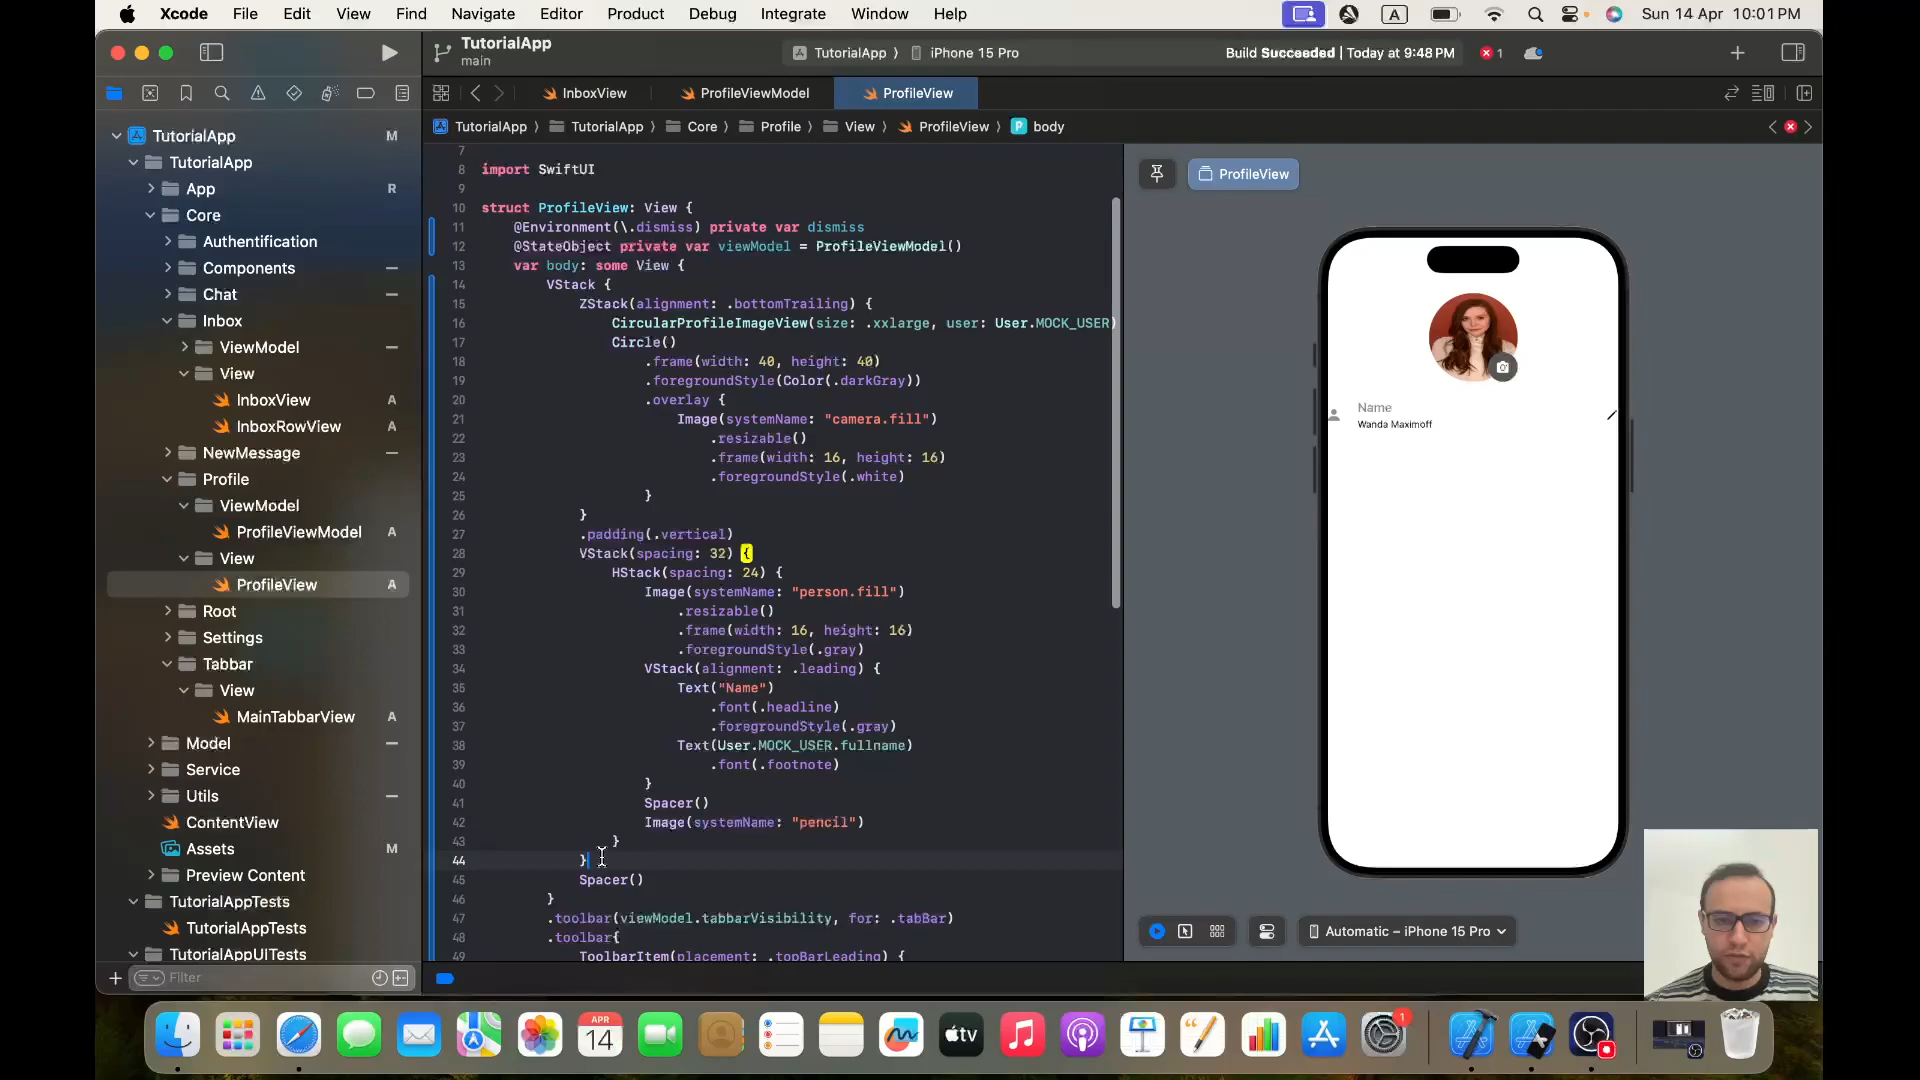 Xcode File Edit View Find Navigate Editor Product Debug Integrate Window Help A Sun 14 Apr 10:01 PM
TutorialApp
main
TutorialApp iPhone 15 Pro
Build Succeeded | Today at 9:48 PM
1
InboxView ProfileViewModel ProfileView
TutorialApp TutorialApp Core Profile View ProfileView P body
TutorialApp M
TutorialApp
App R
Core
Authentification
Components
Chat
Inbox
ViewModel
View
InboxView A
InboxRowView A
NewMessage
Profile
ViewModel
ProfileViewModel A
View
ProfileView A
Root
Settings
Tabbar
View
MainTabbarView A
Model
Service
Utils
ContentView
Assets M
Preview Content
TutorialAppTests
TutorialAppTests
TutorialAppUITests
Filter
7
8 import SwiftUI
9
10 struct ProfileView: View {
11 @Environment(\.dismiss) private var dismiss
12 @StateObject private var viewModel = ProfileViewModel()
13 var body: some View {
14 VStack {
15 ZStack(alignment: .bottomTrailing) {
16 CircularProfileImageView(size: .xxlarge, user: User.MOCK_USER)
17 Circle()
18 .frame(width: 40, height: 40)
19 .foregroundStyle(Color(.darkGray))
20 .overlay {
21 Image(systemName: "camera.fill")
22 .resizable()
23 .frame(width: 16, height: 16)
24 .foregroundStyle(.white)
25 }
26 }
27 .padding(.vertical)
28 VStack(spacing: 32) {
29 HStack(spacing: 24) {
30 Image(systemName: "person.fill")
31 .resizable()
32 .frame(width: 16, height: 16)
33 .foregroundStyle(.gray)
34 VStack(alignment: .leading) {
35 Text("Name")
36 .font(.headline)
37 .foregroundStyle(.gray)
38 Text(User.MOCK_USER.fullname)
39 .font(.footnote)
40 }
41 Spacer()
42 Image(systemName: "pencil")
43 }
44 }
45 Spacer()
46 }
47 .toolbar(viewModel.tabbarVisibility, for: .tabBar)
48 .toolbar{
49 ToolbarItem(placement: .topBarLeading) {
ProfileView
Name
Wanda Maximoff
Automatic – iPhone 15 Pro
APR
14
tv
1